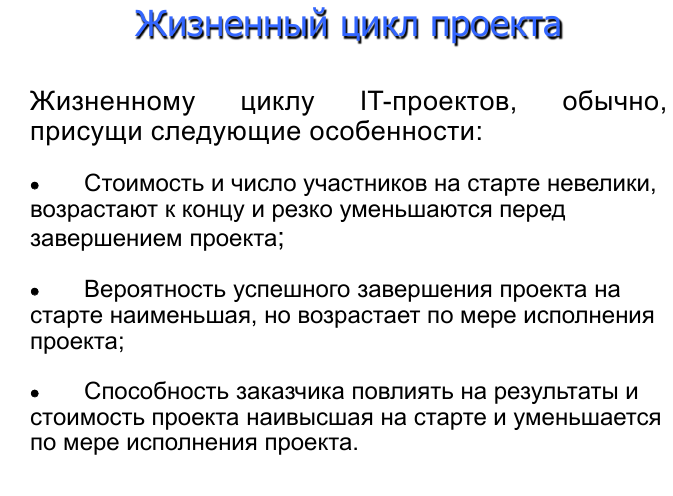 Жизненный цикл проекта
Жизненному циклу IT-проектов, обычно,
присущи следующие особенности:
• Стоимость и число участников на старте невелики,
возрастают к концу и резко уменьшаются перед
завершением проекта;
• Вероятность успешного завершения проекта на
старте наименьшая, но возрастает по мере исполнения
проекта;
• Способность заказчика повлиять на результаты и
стоимость проекта наивысшая на старте и уменьшается
по мере исполнения проекта.